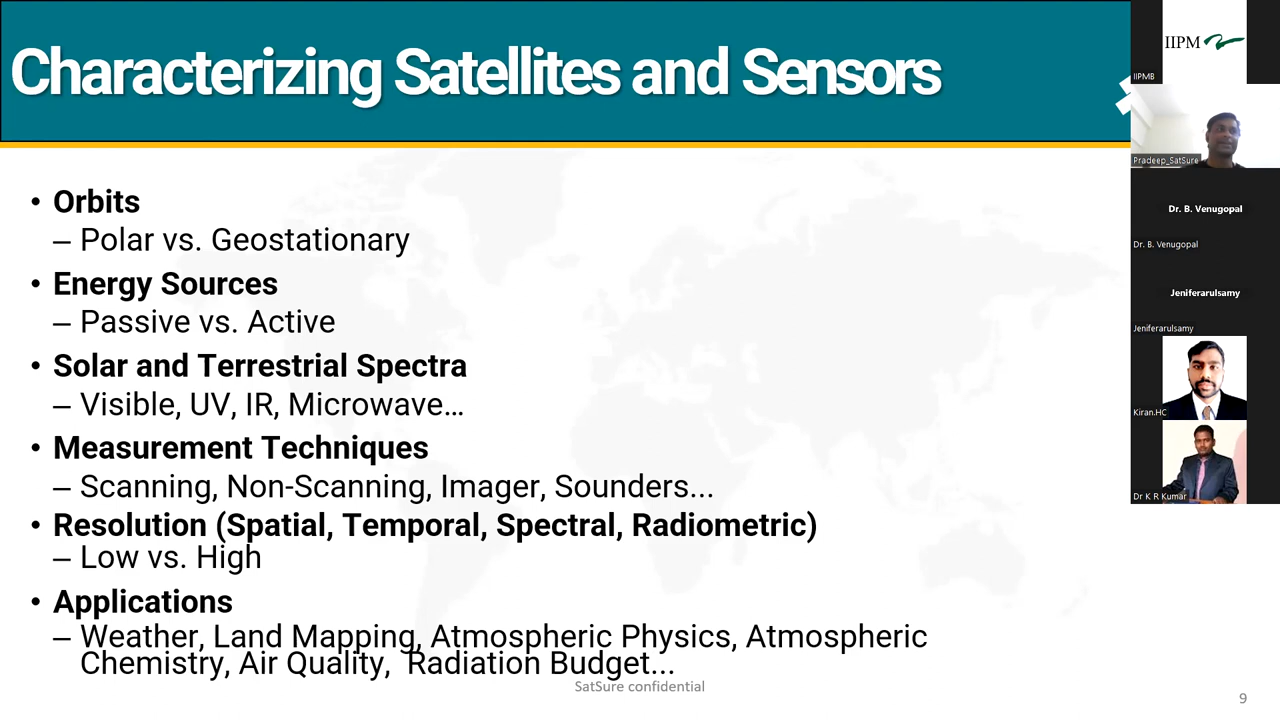 Characterizing Satellites and Sensors
• Orbits
– Polar vs. Geostationary
• Energy Sources
– Passive vs. Active
• Solar and Terrestrial Spectra
– Visible, UV, IR, Microwave…
• Measurement Techniques
– Scanning, Non-Scanning, Imager, Sounders...
• Resolution (Spatial, Temporal, Spectral, Radiometric)
– Low vs. High
• Applications
– Weather, Land Mapping, Atmospheric Physics, Atmospheric
Chemistry, Air Quality,  Radiation Budget...
SatSure confidential
9
IIPM
IIPMB
Pradeep_SatSure
Dr. B. Venugopal
Dr. B. Venugopal
Jeniferarulsamy
Jeniferarulsamy
Kiran.HC
Dr K R Kumar